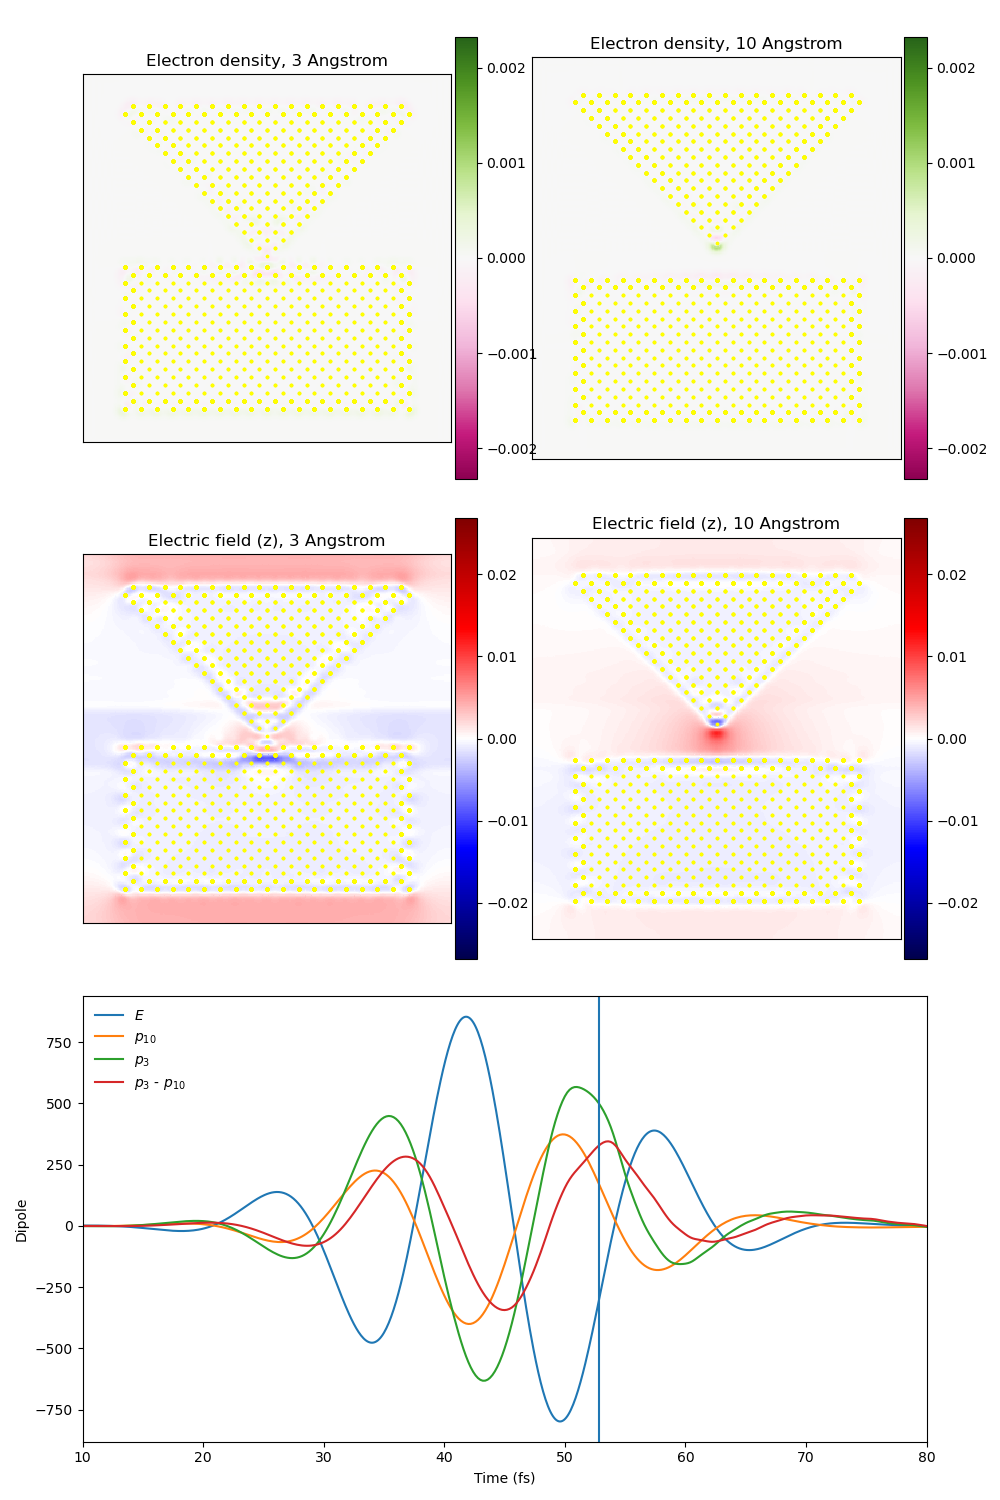 Electron density, 3 Angstrom
0.002
0.001
0.000
−0.001
−0.002
Electron density, 10 Angstrom
0.002
0.001
0.000
−0.001
−0.002
Electric field (z), 3 Angstrom
0.02
0.01
0.00
−0.01
−0.02
Electric field (z), 10 Angstrom
0.02
0.01
0.00
−0.01
−0.02
E
p10
p3
p3 - p10
Dipole
750
500
250
0
−250
−500
−750
10 20 30 40 50 60 70 80
Time (fs)